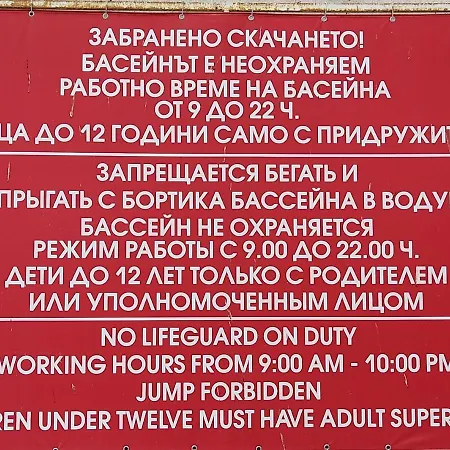 ЗАБРАНЕНО СКАЧАНЕТО!
БАСЕЙНЪТ Е НЕОХРАНЯЕМ
РАБОТНО ВРЕМЕ НА БАСЕЙНА
ОТ 9 ДО 22 Ч.
ЦА ДО 12 ГОДИНИ САМО С ПРИДРУЖИТ
ЗАПРЕЩАЕТСЯ БЕГАТЬ И
ПРЫГАТЬ С БОРТИКА БАССЕЙНА В ВОДУ!
БАССЕЙН НЕ ОХРАНЯЕТСЯ
РЕЖИМ РАБОТЫ С 9.00 ДО 22.00 Ч.
ДЕТИ ДО 12 ЛЕТ ТОЛЬКО С РОДИТЕЛЕМ
ИЛИ УПОЛНОМОЧЕННЫМ ЛИЦОМ
NO LIFEGUARD ON DUTY
WORKING HOURS FROM 9:00 AM - 10:00 PM
JUMP FORBIDDEN
REN UNDER TWELVE MUST HAVE ADULT SUPER